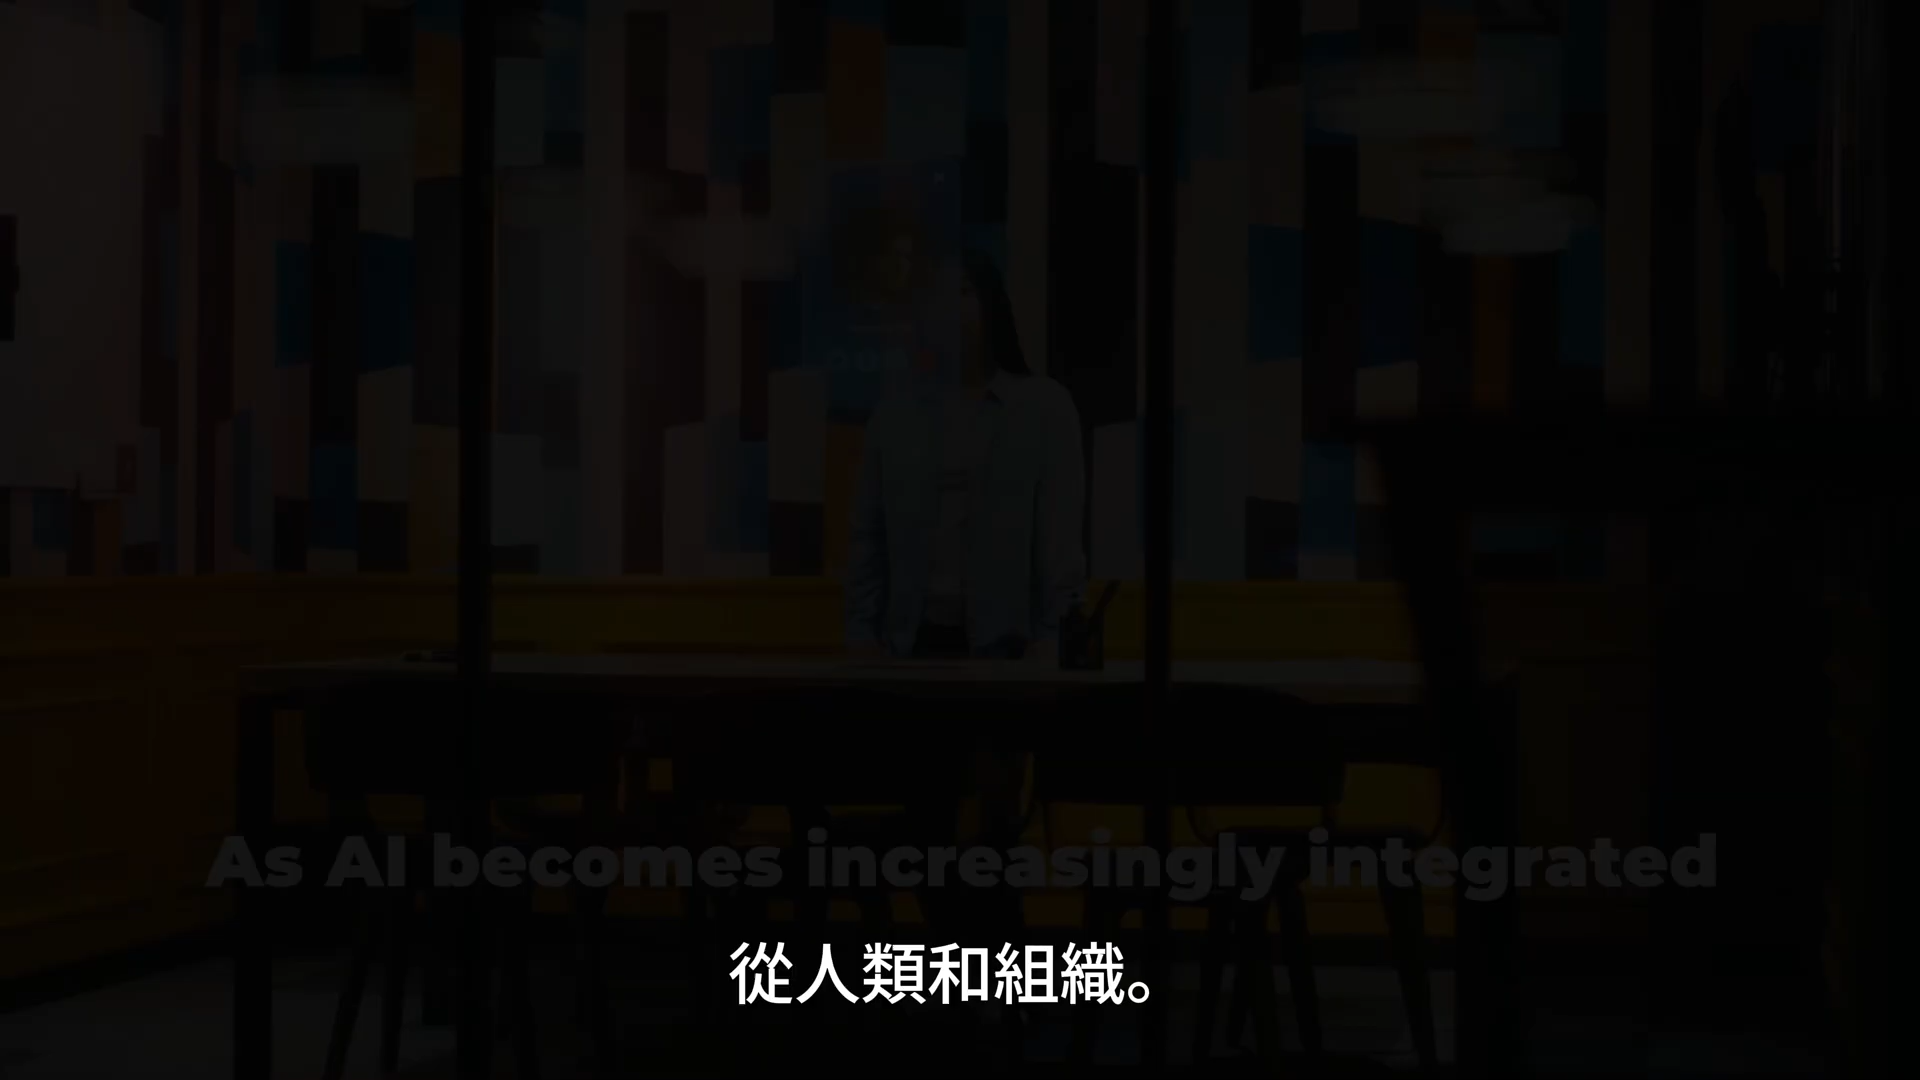 As AI becomes increasingly integrated
從人類和組織。